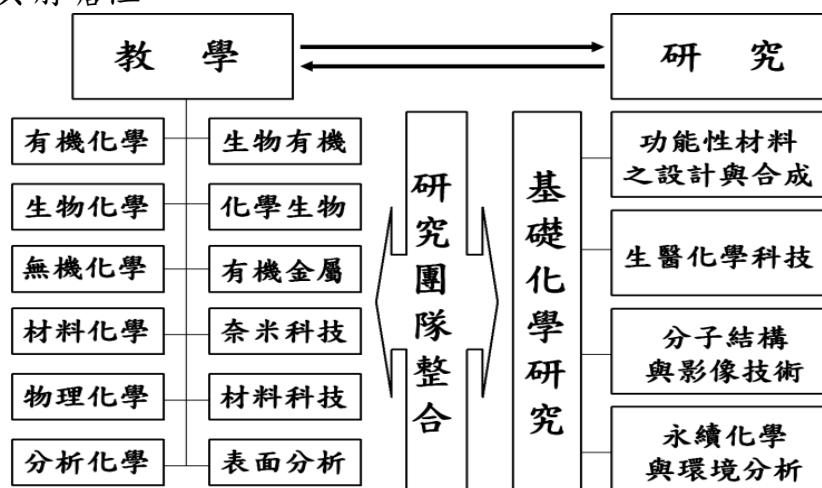 教 學
研 究
有機化學
生物有機
生物化學
化學生物
無機化學
有機金屬
材料化學
奈米科技
物理化學
材料科技
分析化學
表面分析
研究團隊整合
基礎化學研究
功能性材料
之設計與合成
生醫化學科技
分子結構
與影像技術
永續化學
與環境分析